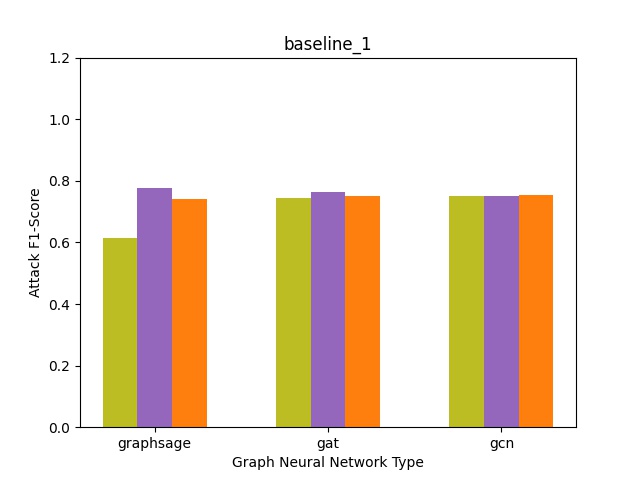 baseline_1
1.2
1.0
0.8
0.6
0.4
0.2
0.0
Attack F1-Score
graphsage gat gcn
Graph Neural Network Type